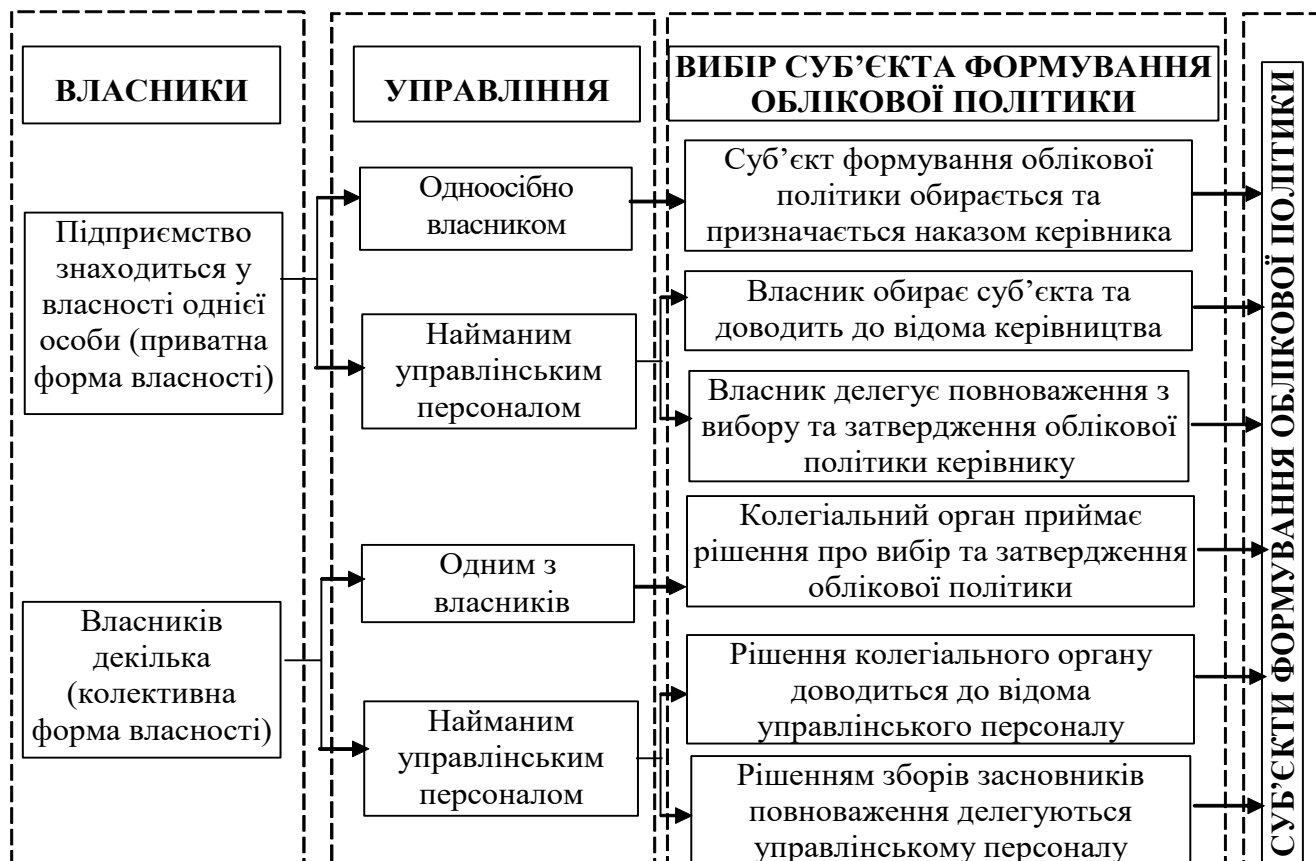 ВЛАСНИКИ
УПРАВЛІННЯ
ВИБІР СУБ’ЄКТА ФОРМУВАННЯ
ОБЛІКОВОЇ ПОЛІТИКИ
Підприємство
знаходиться у
власності однієї
особи (приватна
форма власності)
Одноосібно
власником
Найманим
управлінським
персоналом
Суб’єкт формування облікової
політики обирається та
призначається наказом керівника
Власник обирає суб’єкта та
доводить до відома керівництва
Власник делегує повноваження з
вибору та затвердження облікової
політики керівнику
Власників
декілька
(колективна
форма власності)
Одним з
власників
Найманим
управлінським
персоналом
Колегіальний орган приймає
рішення про вибір та затвердження
облікової політики
Рішення колегіального органу
доводиться до відома
управлінського персоналу
Рішенням зборів засновників
повноваження делегуються
управлінському персоналу
СУБ’ЄКТИ ФОРМУВАННЯ ОБЛІКОВОЇ ПОЛІТИКИ